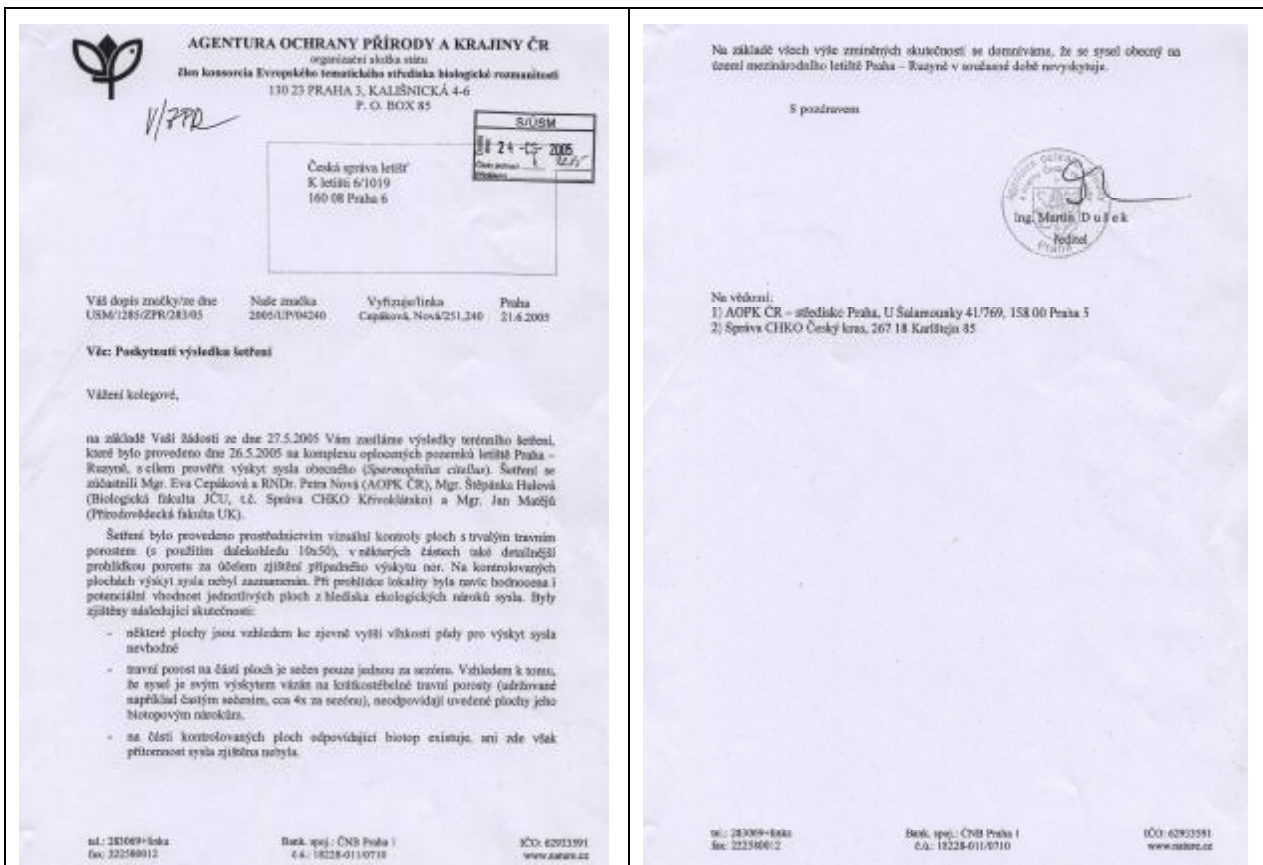 AGENTURA OCHRANY PŘÍRODY A KRAJINY ČR
organizační složka státu
člen konsorcia Evropského tematického střediska biologické rozmanitosti
130 23 PRAHA 3, KALIŠNICKÁ 4-6
P. O. BOX 85
V/ZPR
S/ÚSM
24 -05- 2005
Česká správa letišť
K letišti 6/1019
160 08 Praha 6
Váš dopis značky/ze dne Naše značka Vyřizuje/linka Praha
USM/1285/ZPR/283/05 2005/UP/04240 Cepáková, Nová/251,240 21.6.2005
Věc: Poskytnutí výsledku šetření
Vážení kolegové,
na základě Vaší žádosti ze dne 27.5.2005 Vám zasíláme výsledky terénního šetření,
které bylo provedeno dne 26.5.2005 na komplexu oplocených pozemků letiště Praha –
Ruzyně, s cílem prověřit výskyt sysla obecného (Spermophilus citellus). Šetření se
zúčastnili Mgr. Eva Cepáková a RNDr. Petra Nová (AOPK ČR), Mgr. Štěpánka Hulová
(Biologická fakulta JČU, t.č. Správa CHKO Křivoklátsko) a Mgr. Jan Matějů
(Přírodovědecká fakulta UK).
Šetření bylo provedeno prostřednictvím vizuální kontroly ploch s trvalým travním
porostem (s použitím dalekohledu 10x50), v některých částech také detailnější
prohlídkou porostu za účelem zjištění případného výskytu nor. Na kontrolovaných
plochách výskyt sysla nebyl zaznamenán. Při prohlídce lokality byla navíc hodnocena i
potenciální vhodnost jednotlivých ploch z hlediska ekologických nároků sysla. Byly
zjištěny následující skutečnosti:
- některé plochy jsou vzhledem ke zjevně vyšší vlhkosti půdy pro výskyt sysla
nevhodné
- travní porost na části ploch je sečen pouze jednou za sezónu. Vzhledem k tomu,
že sysel je svým výskytem vázán na krátkostébelné travní porosty (udržované
například častým sečením, cca 4x za sezónu), neodpovídají uvedené plochy jeho
biotopovým nárokům.
- na části kontrolovaných ploch odpovídající biotop existuje, ani zde však
přítomnost sysla zjištěna nebyla.
tel.: 283069+linka Bank. spoj.: ČNB Praha 1 IČO: 62933591
fax: 222580012 č.ú.: 18228-011/0710 www.nature.cz
Na základě všech výše zmíněných skutečností se domníváme, že se sysel obecný na
území mezinárodního letiště Praha – Ruzyně v současné době nevyskytuje.
S pozdravem
Ing. Martin Dušek
ředitel
Praha
Na vědomí:
1) AOPK ČR – středisko Praha, U Šalamounky 41/769, 158 00 Praha 5
2) Správa CHKO Český kras, 267 18 Karlštejn 85
tel.: 283069+linka Bank. spoj.: ČNB Praha 1 IČO: 62933591
fax: 222580012 č.ú.: 18228-011/0710 www.nature.cz